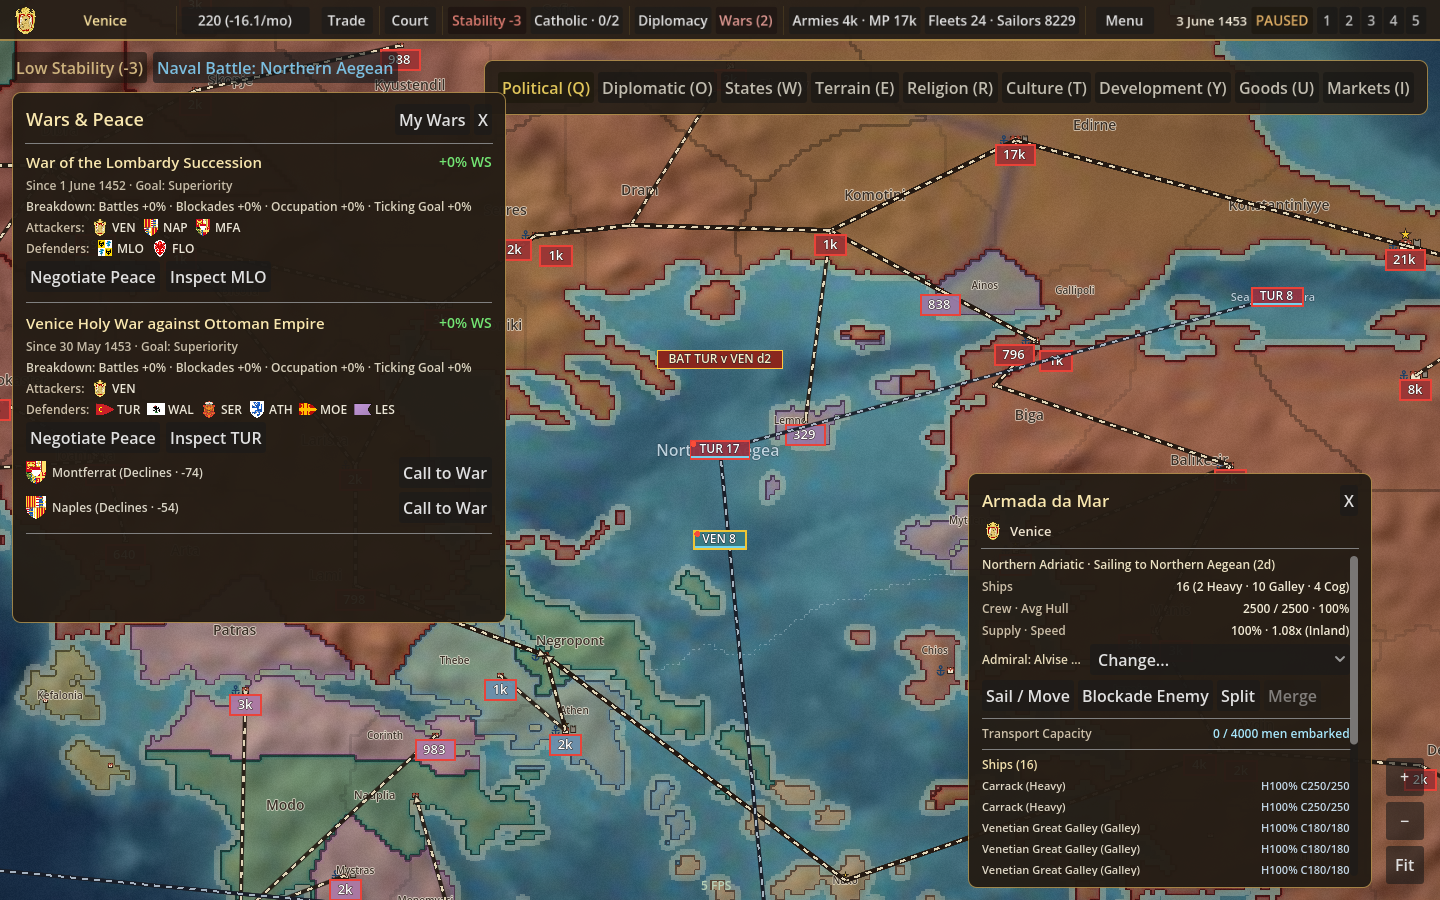 Venice
220 (-16.1/mo)
Trade
Court
Stability -3
Catholic · 0/2
Diplomacy
Wars (2)
Armies 4k · MP 17k
Fleets 24 · Sailors 8229
Menu
3 June 1453
PAUSED
1 2 3 4 5
Low Stability (-3)
Naval Battle: Northern Aegean
Kyustendil
Political (Q)
Diplomatic (O)
States (W)
Terrain (E)
Religion (R)
Culture (T)
Development (Y)
Goods (U)
Markets (I)
Wars & Peace
My Wars
X
War of the Lombardy Succession
+0% WS
Since 1 June 1452 · Goal: Superiority
Breakdown: Battles +0% · Blockades +0% · Occupation +0% · Ticking Goal +0%
Attackers: VEN NAP MFA
Defenders: MLO FLO
Negotiate Peace
Inspect MLO
Venice Holy War against Ottoman Empire
+0% WS
Since 30 May 1453 · Goal: Superiority
Breakdown: Battles +0% · Blockades +0% · Occupation +0% · Ticking Goal +0%
Attackers: VEN
Defenders: TUR WAL SER ATH MOE LES
Negotiate Peace
Inspect TUR
Montferrat (Declines · -74)
Call to War
Naples (Declines · -54)
Call to War
Edirne
17k
Komotini
Konstantiniyye
2k
1k
1k
21k
Ainos
Gallipoli
838
TUR 8
BAT TUR v VEN d2
796
1k
8k
Biga
329
TUR 17
Balikesir
VEN 8
Patras
Negropont
Thebe
Chios
Kefalonia
1k
3k
Athen
Corinth
983
2k
Modo
Mystras
2k
5 FPS
Armada da Mar
X
Venice
Northern Adriatic · Sailing to Northern Aegean (2d)
Ships
16 (2 Heavy · 10 Galley · 4 Cog)
Crew · Avg Hull
2500 / 2500 · 100%
Supply · Speed
100% · 1.08x (Inland)
Admiral: Alvise ...
Change...
Sail / Move
Blockade Enemy
Split
Merge
Transport Capacity
0 / 4000 men embarked
Ships (16)
Carrack (Heavy)
H100% C250/250
Carrack (Heavy)
H100% C250/250
Venetian Great Galley (Galley)
H100% C180/180
Venetian Great Galley (Galley)
H100% C180/180
Venetian Great Galley (Galley)
H100% C180/180
+
2k
−
Fit